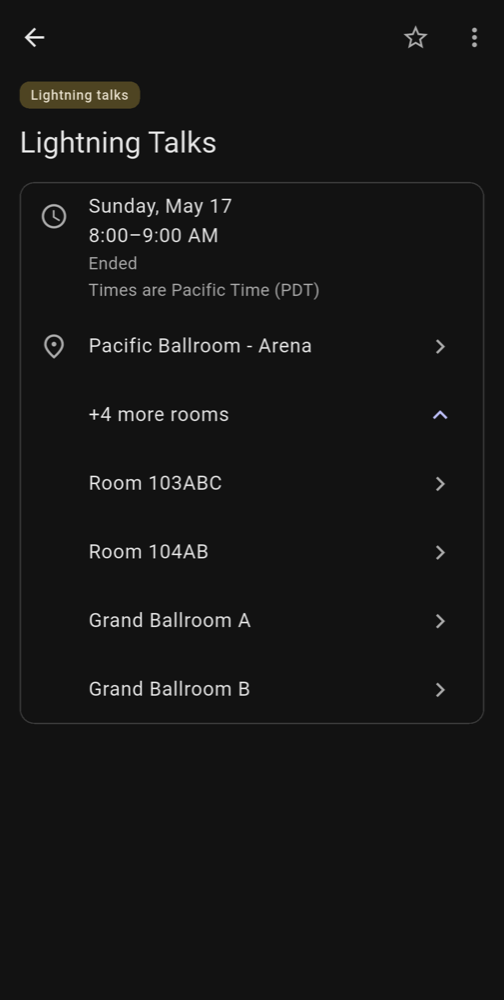 Lightning talks
Lightning Talks
Sunday, May 17
8:00–9:00 AM
Ended
Times are Pacific Time (PDT)
Pacific Ballroom - Arena
+4 more rooms
Room 103ABC
Room 104AB
Grand Ballroom A
Grand Ballroom B